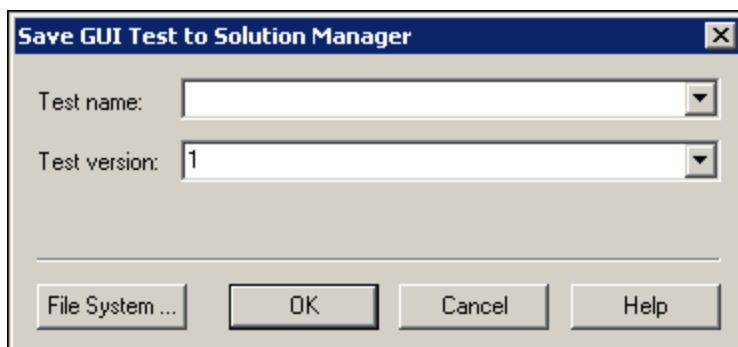 Save GUI Test to Solution Manager
Test name:
Test version: 1
File System ... OK Cancel Help